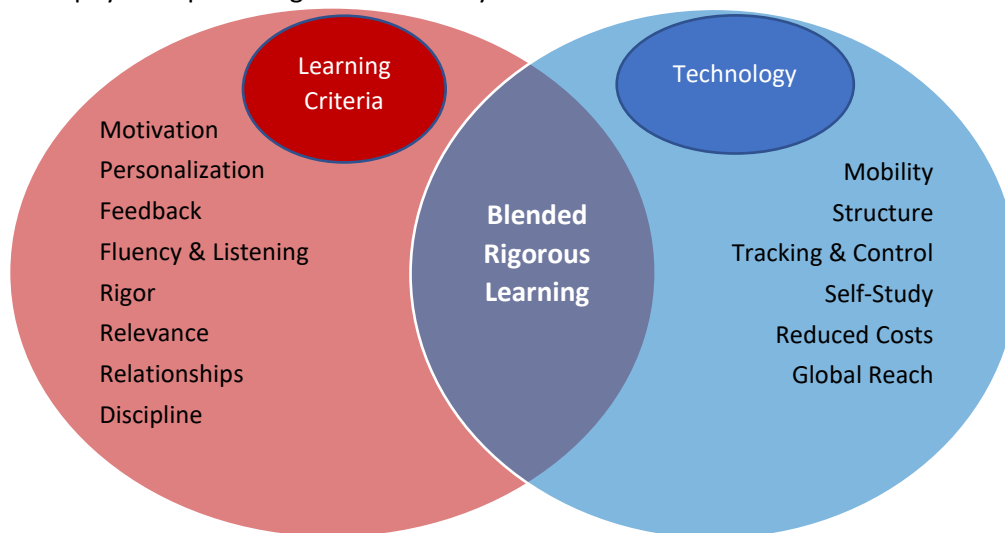 Learning
Criteria
Motivation
Personalization
Feedback
Fluency & Listening
Rigor
Relevance
Relationships
Discipline
Blended
Rigorous
Learning
Technology
Mobility
Structure
Tracking & Control
Self-Study
Reduced Costs
Global Reach